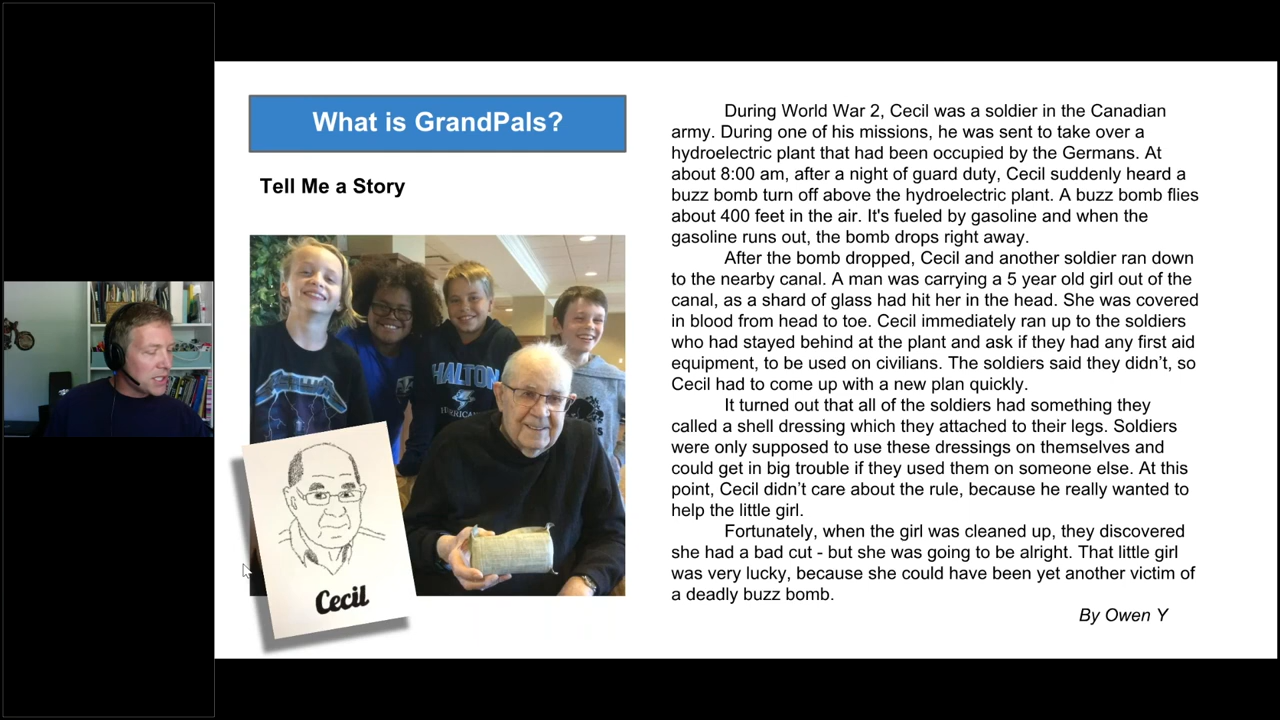 What is GrandPals?
Tell Me a Story
HALTON
Cecil
During World War 2, Cecil was a soldier in the Canadian
army. During one of his missions, he was sent to take over a
hydroelectric plant that had been occupied by the Germans. At
about 8:00 am, after a night of guard duty, Cecil suddenly heard a
buzz bomb turn off above the hydroelectric plant. A buzz bomb flies
about 400 feet in the air. It's fueled by gasoline and when the
gasoline runs out, the bomb drops right away.
After the bomb dropped, Cecil and another soldier ran down
to the nearby canal. A man was carrying a 5 year old girl out of the
canal, as a shard of glass had hit her in the head. She was covered
in blood from head to toe. Cecil immediately ran up to the soldiers
who had stayed behind at the plant and ask if they had any first aid
equipment, to be used on civilians. The soldiers said they didn’t, so
Cecil had to come up with a new plan quickly.
It turned out that all of the soldiers had something they
called a shell dressing which they attached to their legs. Soldiers
were only supposed to use these dressings on themselves and
could get in big trouble if they used them on someone else. At this
point, Cecil didn’t care about the rule, because he really wanted to
help the little girl.
Fortunately, when the girl was cleaned up, they discovered
she had a bad cut - but she was going to be alright. That little girl
was very lucky, because she could have been yet another victim of
a deadly buzz bomb.
By Owen Y